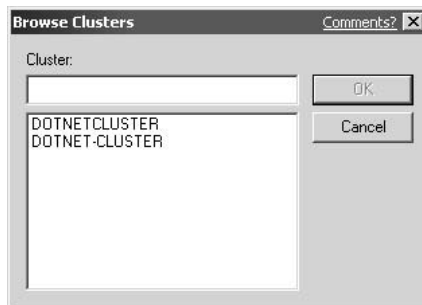 Browse Clusters Comments?
Cluster:
OK
DOTNETCLUSTER
DOTNET-CLUSTER
Cancel